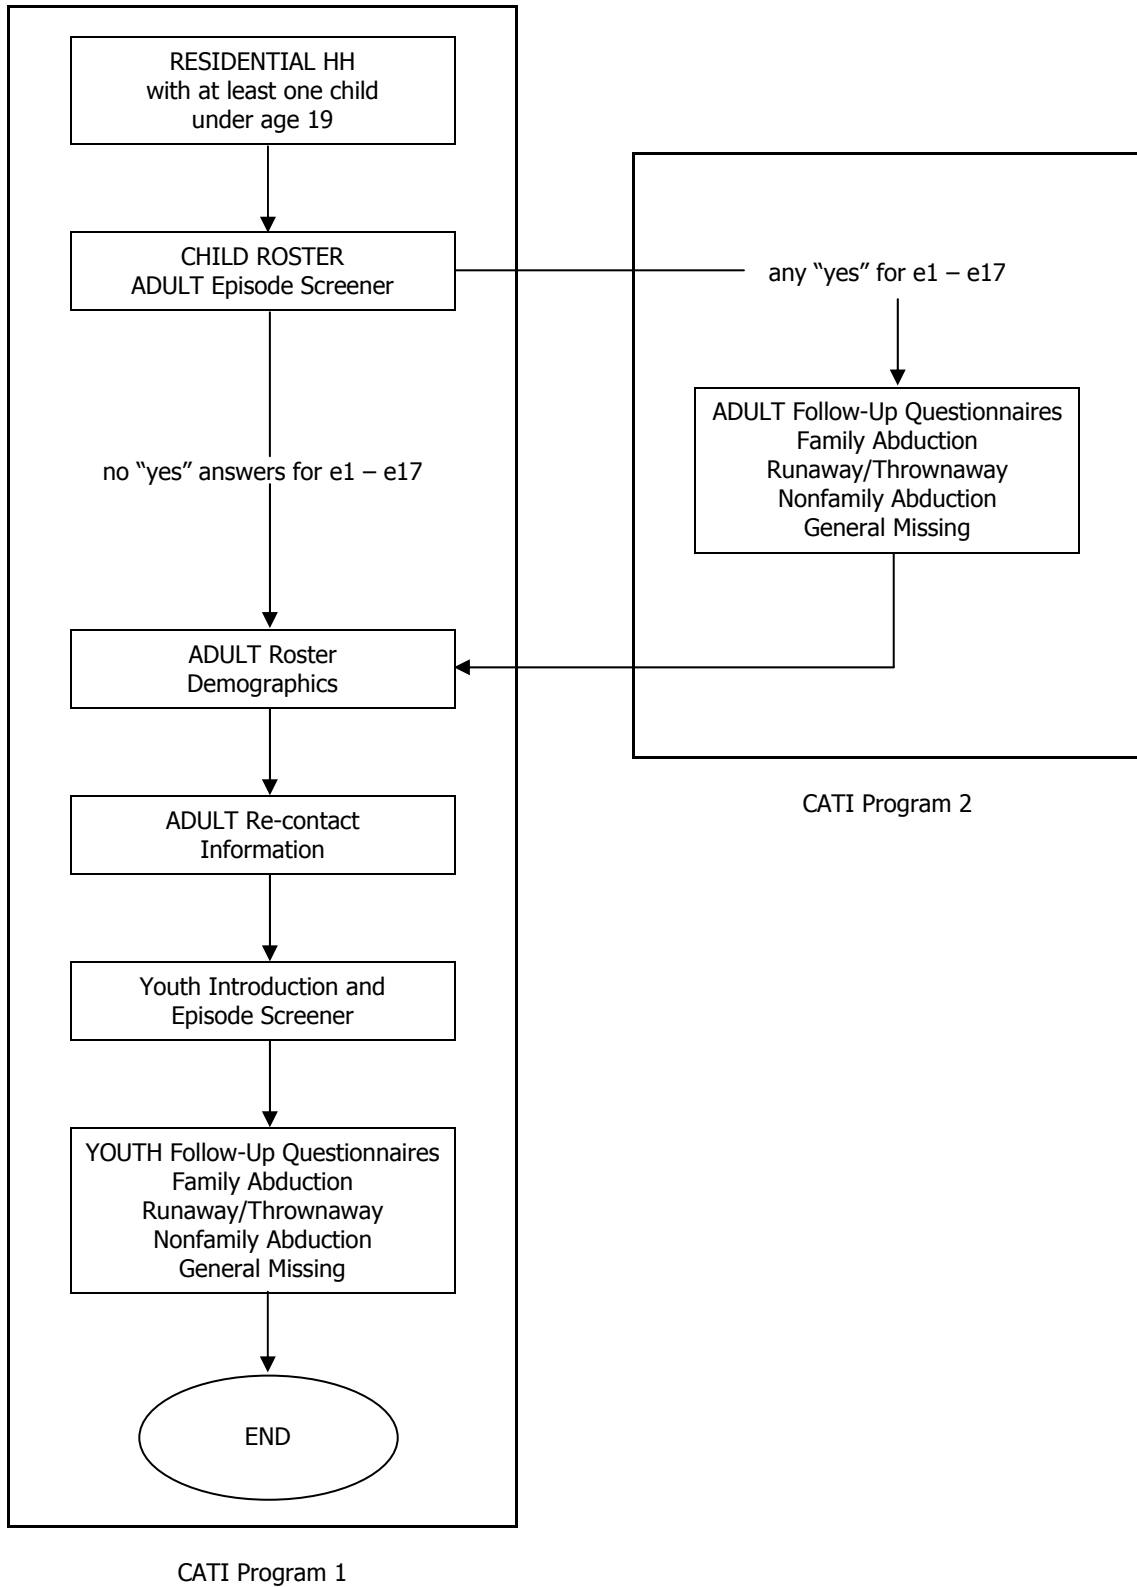 RESIDENTIAL HH
with at least one child
under age 19
CHILD ROSTER
ADULT Episode Screener
any “yes” for e1 – e17
ADULT Follow-Up Questionnaires
Family Abduction
Runaway/Thrownaway
Nonfamily Abduction
General Missing
no “yes” answers for e1 – e17
ADULT Roster
Demographics
ADULT Re-contact
Information
CATI Program 2
Youth Introduction and
Episode Screener
YOUTH Follow-Up Questionnaires
Family Abduction
Runaway/Thrownaway
Nonfamily Abduction
General Missing
END
CATI Program 1